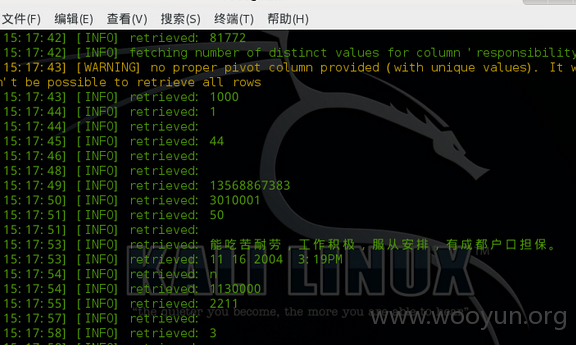 文件(F) 编辑(E) 查看(V) 搜索(S) 终端(T) 帮助(H)
15:17:42] [INFO] retrieved: 81772
15:17:42] [INFO] fetching number of distinct values for column 'responsibility
15:17:43] [WARNING] no proper pivot column provided (with unique values). It w
n't be possible to retrieve all rows
15:17:43] [INFO] retrieved: 1000
15:17:44] [INFO] retrieved: 1
15:17:44] [INFO] retrieved:
15:17:45] [INFO] retrieved: 44
15:17:46] [INFO] retrieved:
15:17:48] [INFO] retrieved:
15:17:49] [INFO] retrieved: 13568867383
15:17:50] [INFO] retrieved: 3010001
15:17:51] [INFO] retrieved: 50
15:17:51] [INFO] retrieved:
15:17:53] [INFO] retrieved: 能吃苦耐劳，工作积极，服从安排，有成都户口担保。
15:17:53] [INFO] retrieved: 11 16 2004  3:19PM
15:17:54] [INFO] retrieved: n
15:17:54] [INFO] retrieved: 1130000
15:17:55] [INFO] retrieved: 2211
15:17:57] [INFO] retrieved:
15:17:58] [INFO] retrieved: 3
KALI LINUX™
"the quieter you become, the more you are able to hear"
www.wooyun.org